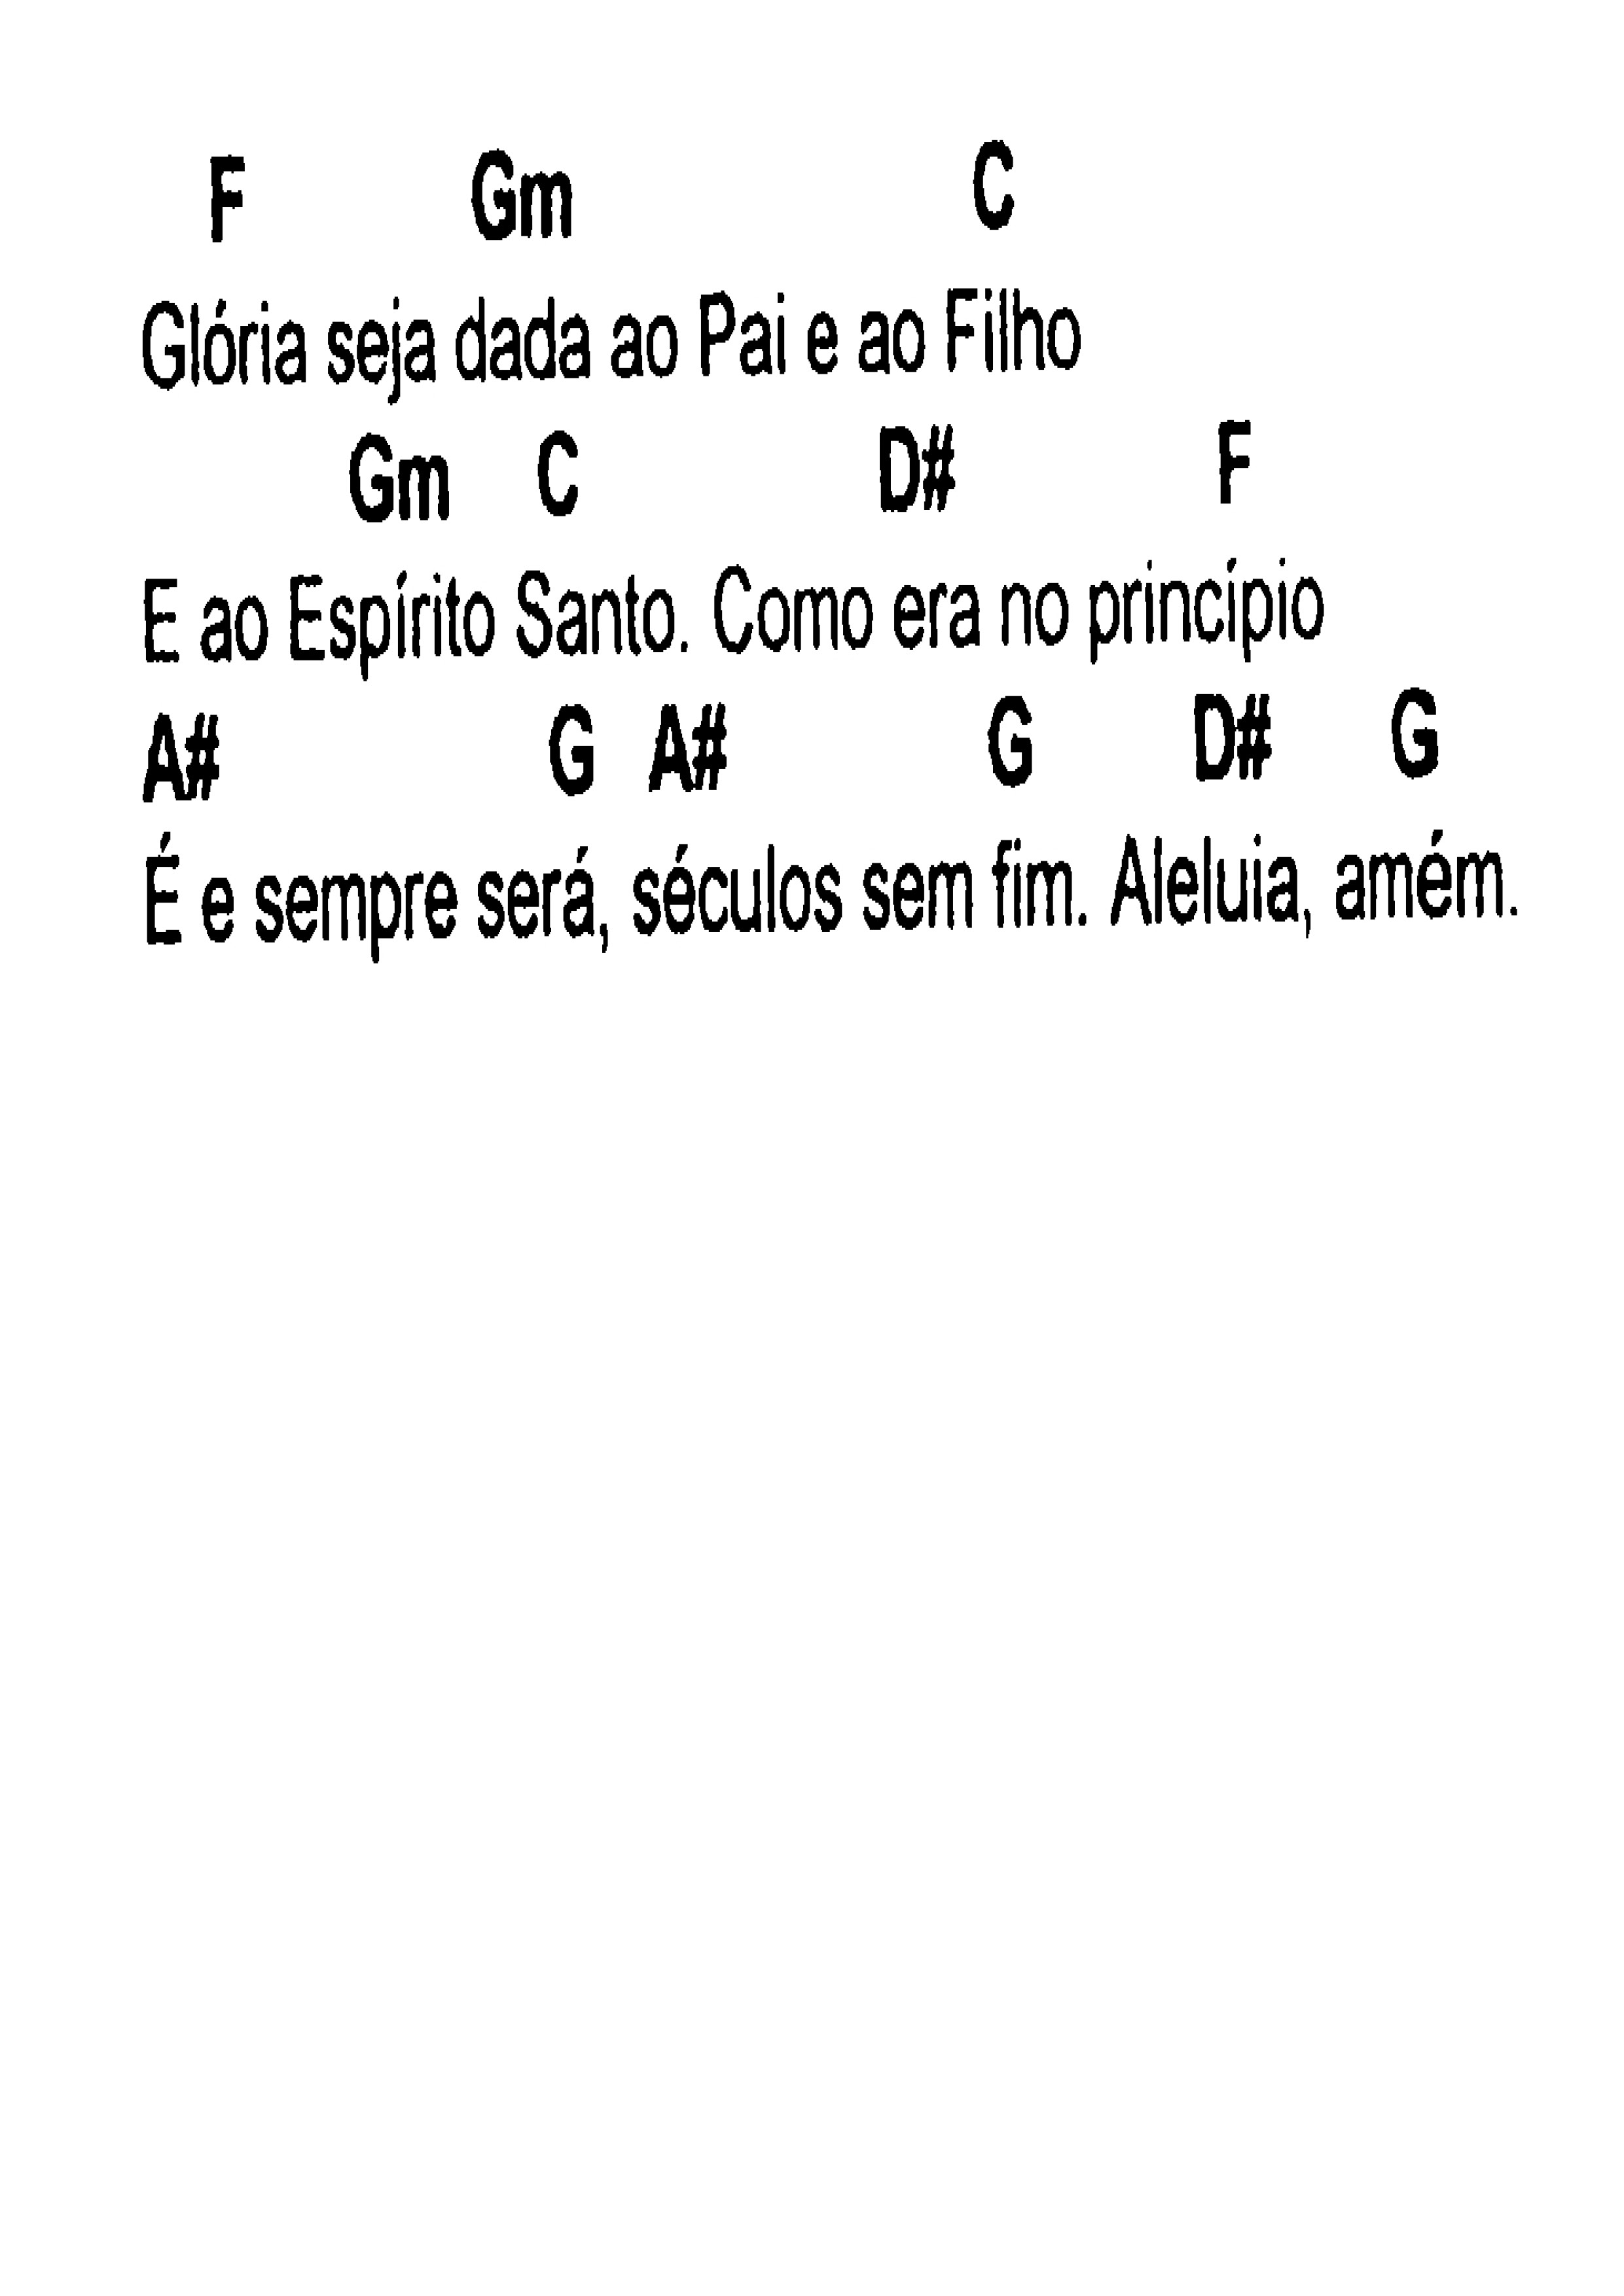 F Gm C
Glória seja dada ao Pai e ao Filho
Gm C D# F
E ao Espírito Santo. Como era no princípio
A# G A# G D# G
É e sempre será, séculos sem fim. Aleluia, amém.